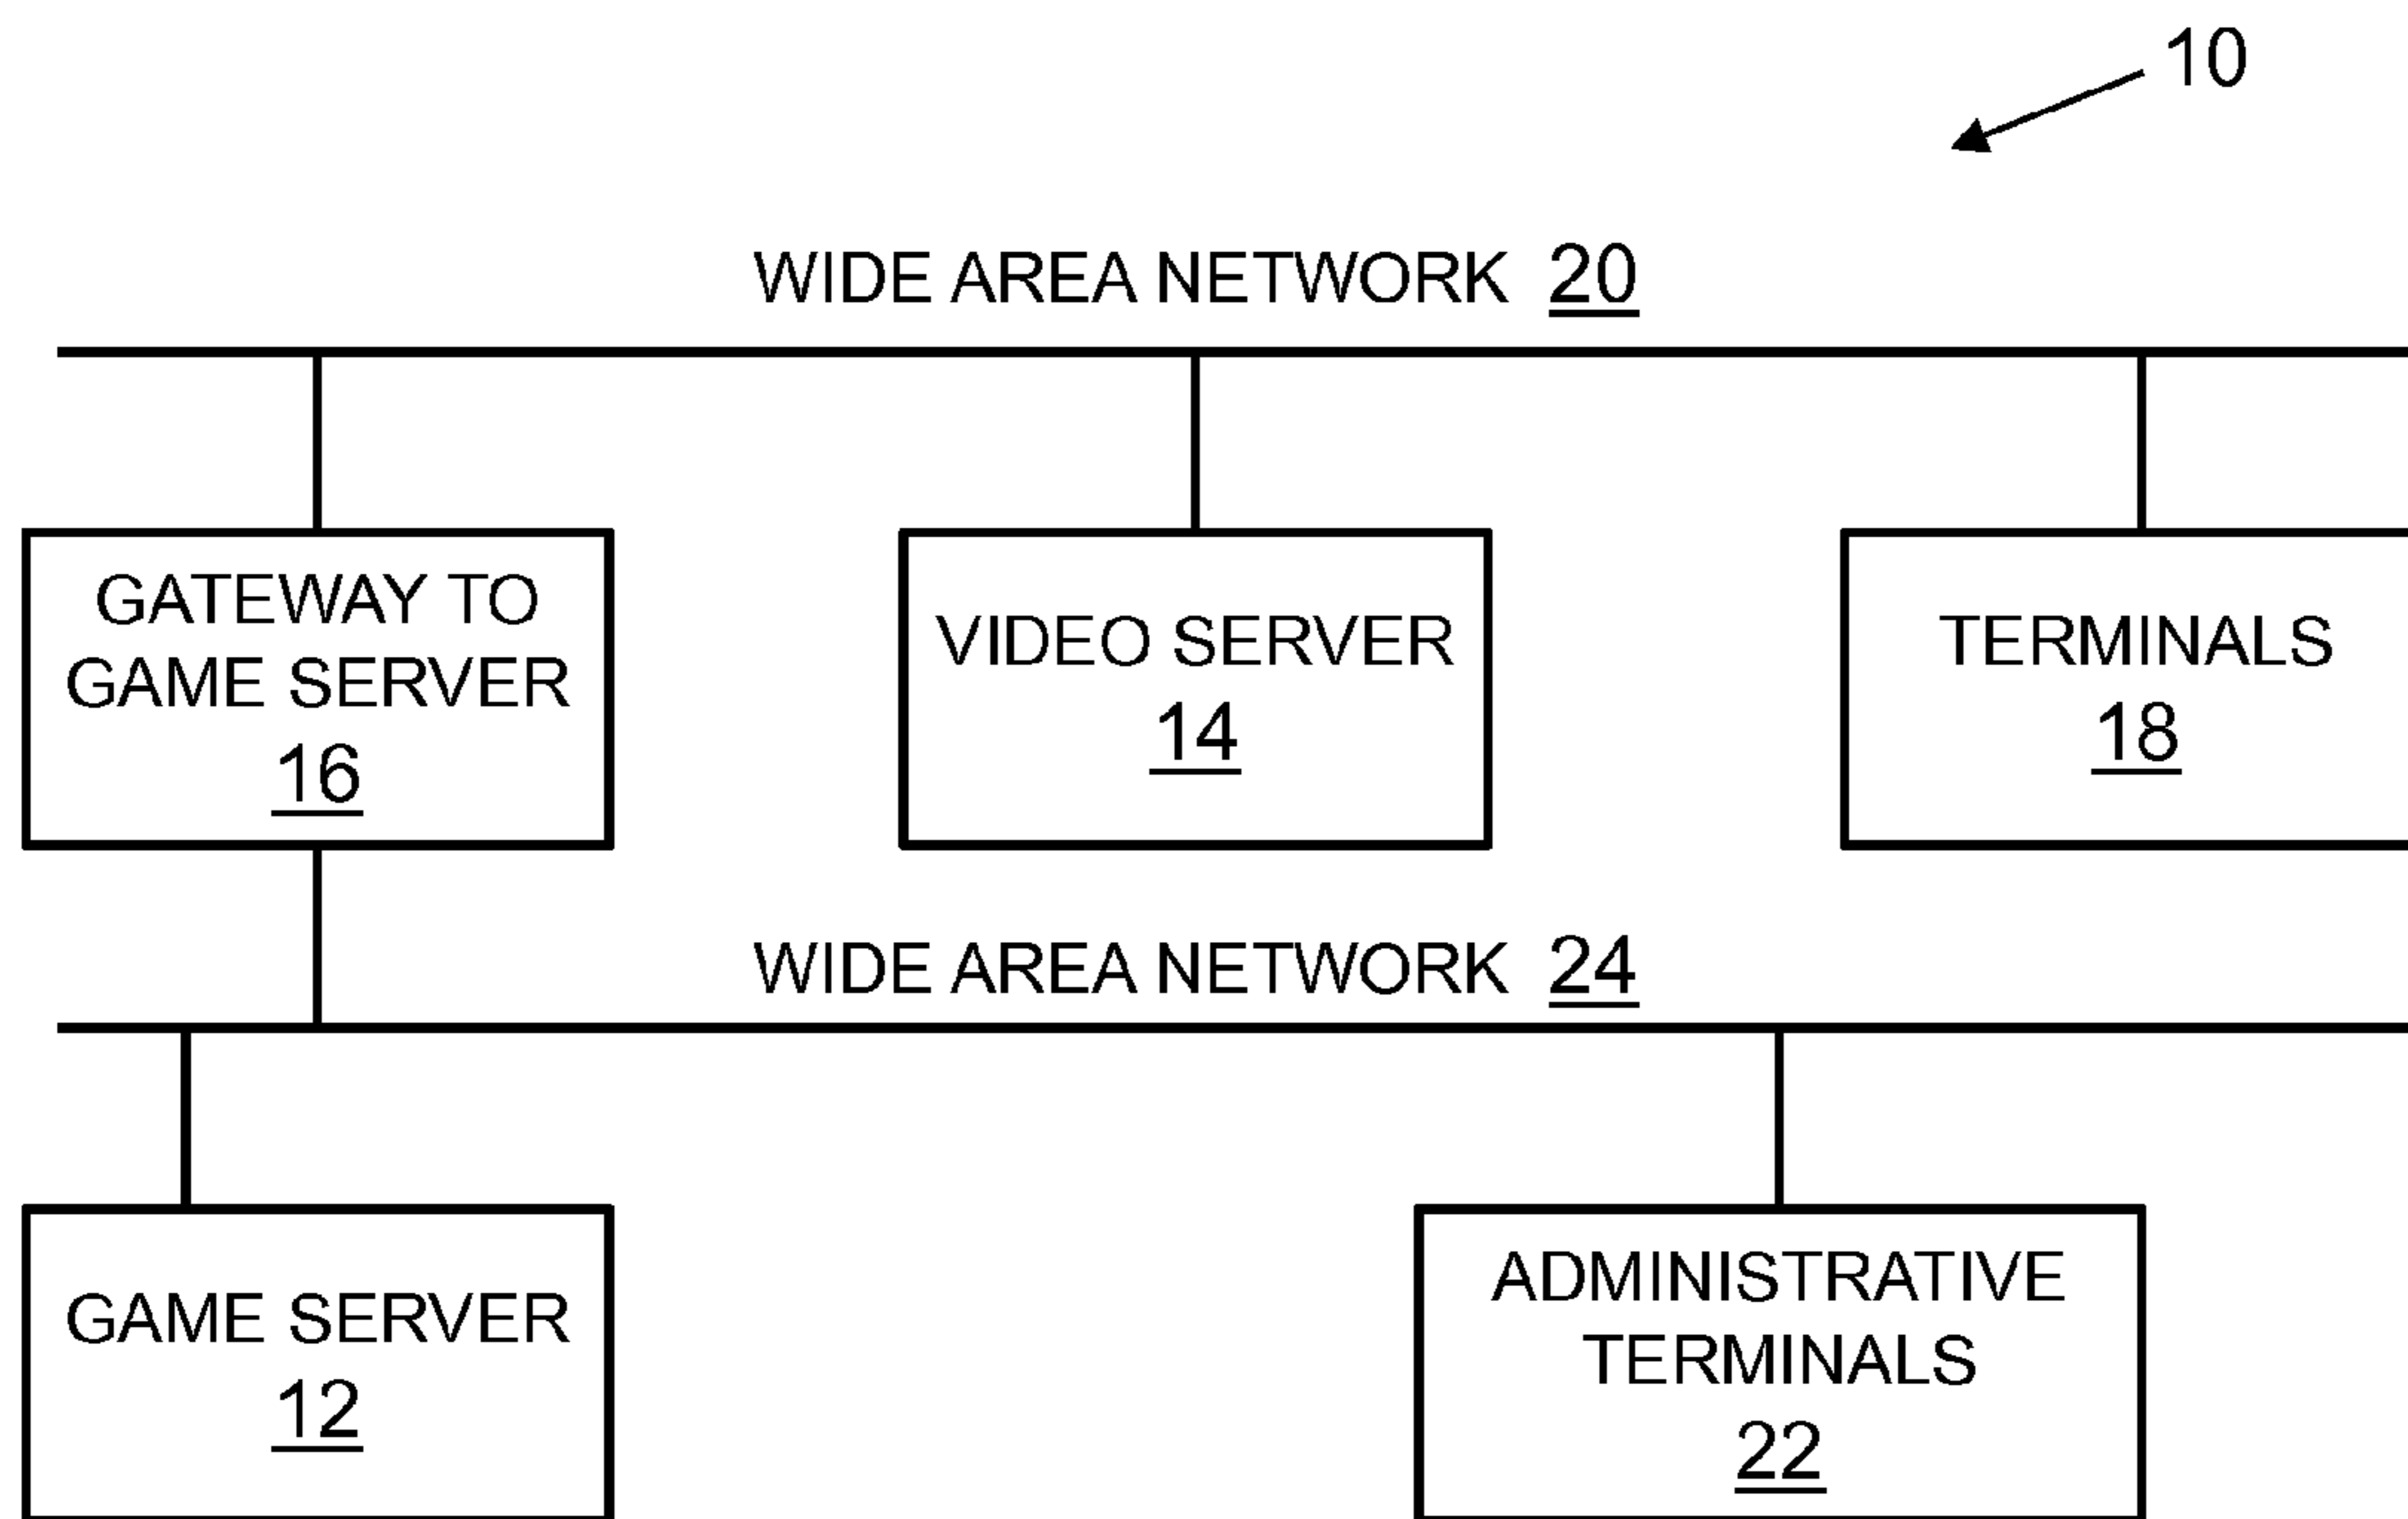 10
WIDE AREA NETWORK 20
GATEWAY TO
GAME SERVER
16
VIDEO SERVER
14
TERMINALS
18
WIDE AREA NETWORK 24
GAME SERVER
12
ADMINISTRATIVE
TERMINALS
22